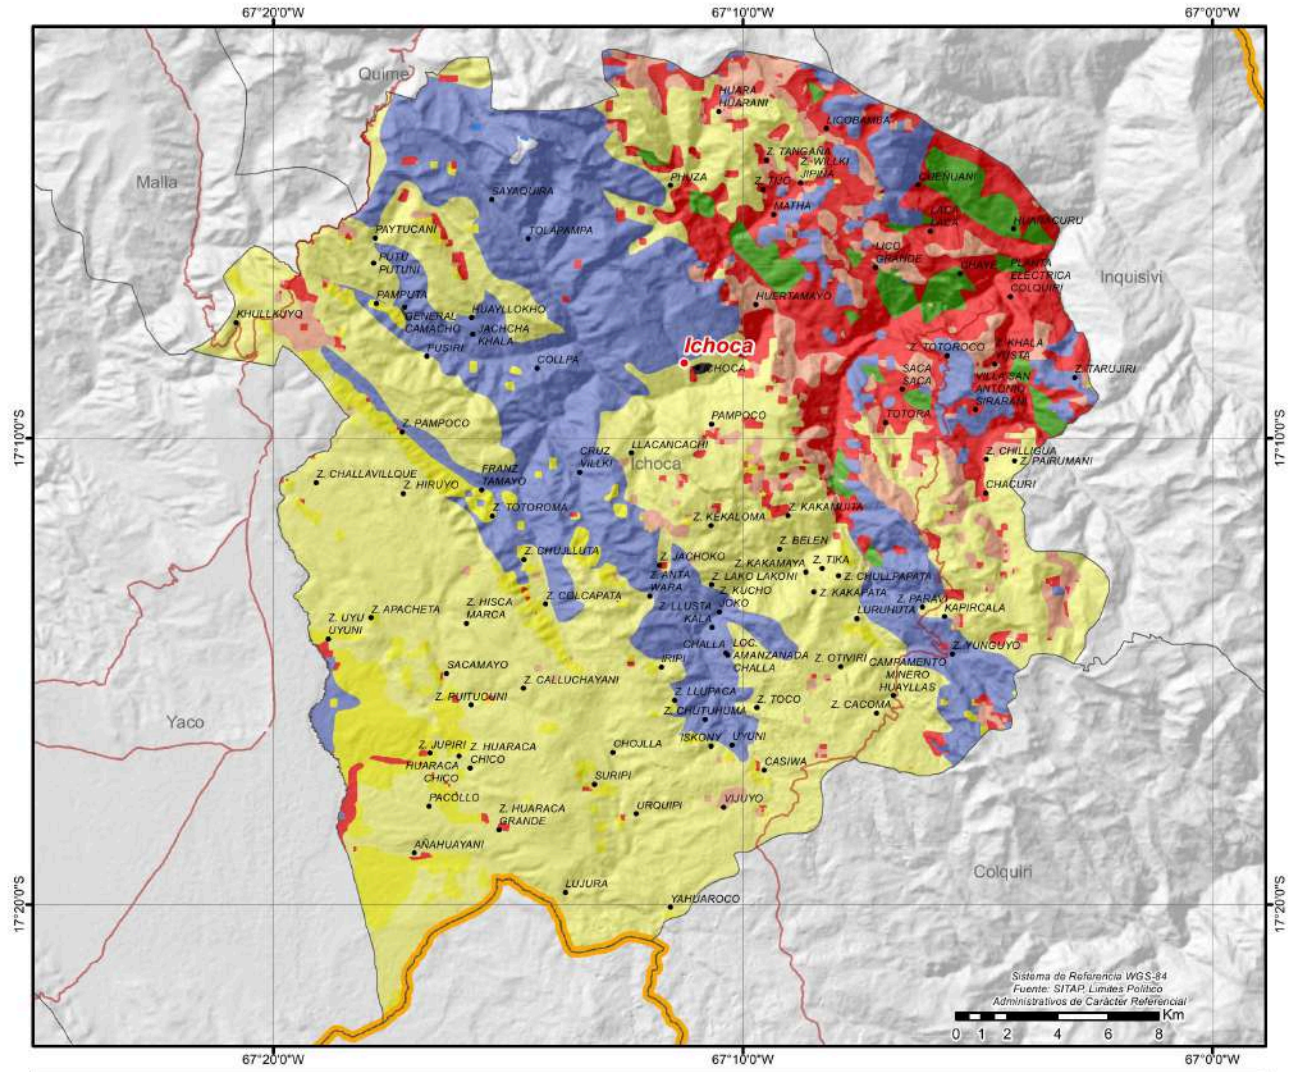 67°20'0"W
67°10'0"W
67°0'0"W
Quime
HUARA
HUARANI
LICOBAMBA
Z. TANGAÑA
Z. WILLKI
JIPIÑA
Malla
PHUZA
CHEÑUANI
SAYAQUIRA
MATHA
HUARACURU
PAYTUCANI
TOLAPAMPA
LICO
GRANDE
PUTU
PUTUNI
CHAYE
PLANTA
ELECTRICA
COLQUIRI
Inquisivi
PAMPUTA
HUERTAMAYO
KHULLKUYO
GENERAL
CAMACHO
HUAYLLOKHO
JACHCHA
KHALA
FUSIRI
Ichoca
Z. TOTOROCO
Z. KHALA
YUSTA
COLLPA
ICHOCA
SACA
SACA
VILLA SAN
ANTONIO
SIRARANI
Z. TARUJIRI
PAMPOCO
TOTORA
Z. PAMPOCO
17°10'0"S
17°10'0"S
LLACANCACHI
CRUZ
VILLKI
Ichoca
Z. CHILLIGUA
Z. PAIRUMANI
Z. CHALLAVILLQUE
FRANZ
TAMAYO
Z. HIRUYO
CHACURI
Z. TOTOROMA
Z. KEKALOMA
Z. KAKAMUITA
Z. BELEN
Z. CHUJLLUTA
Z. JACHOKO
Z. KAKAMAYA
Z. TIKA
Z. ANTA
WARA
Z. LAKO LAKONI
Z. CHULLPAPATA
Z. KUCHO
JOKO
Z. KAKAPATA
Z. COLCAPATA
Z. HISCA
MARCA
Z. APACHETA
Z. LLUSTA
KALA
Z. PARAVI
LURUHUTA
KAPIRCALA
Z. UYU
UYUNI
CHALLA
LOC.
AMANZANADA
CHALLA
Z. YUNGUYO
IRIPI
Z. OTIVIRI
CAMPAMENTO
MINERO
HUAYLLAS
SACAMAYO
Z. CALLUCHAYANI
Z. PUITUCUNI
Z. LLUPACA
Z. CHUTUHUMA
Z. TOCO
Z. CACOMA
Yaco
Z. JUPIRI
Z. HUARACA
CHICO
CHOJLLA
ISKONY
UYUNI
HUARACA
CHICO
CASIWA
SURIPI
PACOLLO
Z. HUARACA
GRANDE
URQUIPI
VIJUYO
AÑAHUAYANI
Colquiri
LUJURA
YAHUAROCO
17°20'0"S
17°20'0"S
Sistema de Referencia WGS-84
Fuente: SITAP, Limites Político
Administrativos de Carácter Referencial
Km
0 1 2 4 6 8
67°20'0"W
67°10'0"W
67°0'0"W